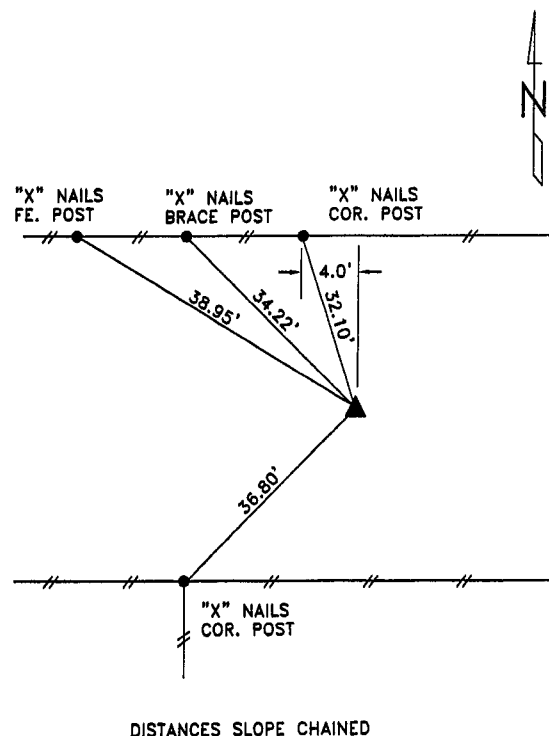 N
"X" NAILS
FE. POST
"X" NAILS
BRACE POST
"X" NAILS
COR. POST
4.0'
38.95'
34.22'
32.10'
36.80'
"X" NAILS
COR. POST
DISTANCES SLOPE CHAINED